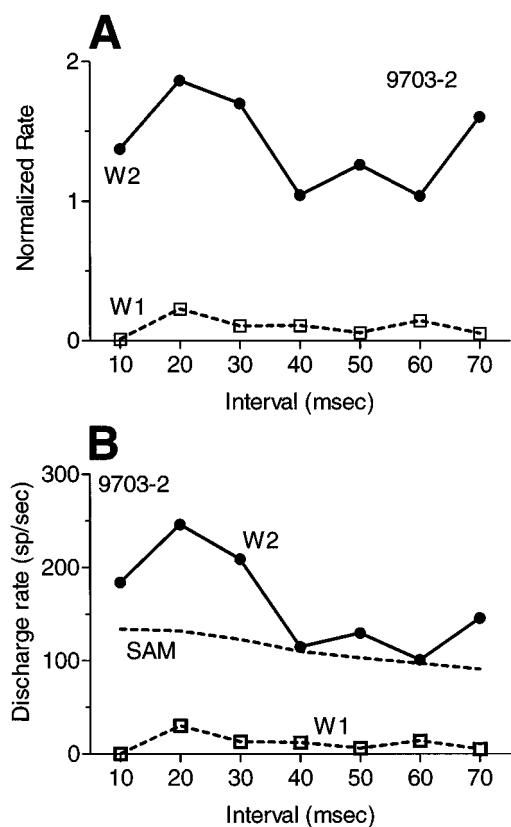 A
2
9703-2
W2
1
W1
0
10 20 30 40 50 60 70
Interval (msec)
Normalized Rate
B
300
9703-2
W2
200
SAM
100
W1
0
10 20 30 40 50 60 70
Interval (msec)
Discharge rate (sp/sec)